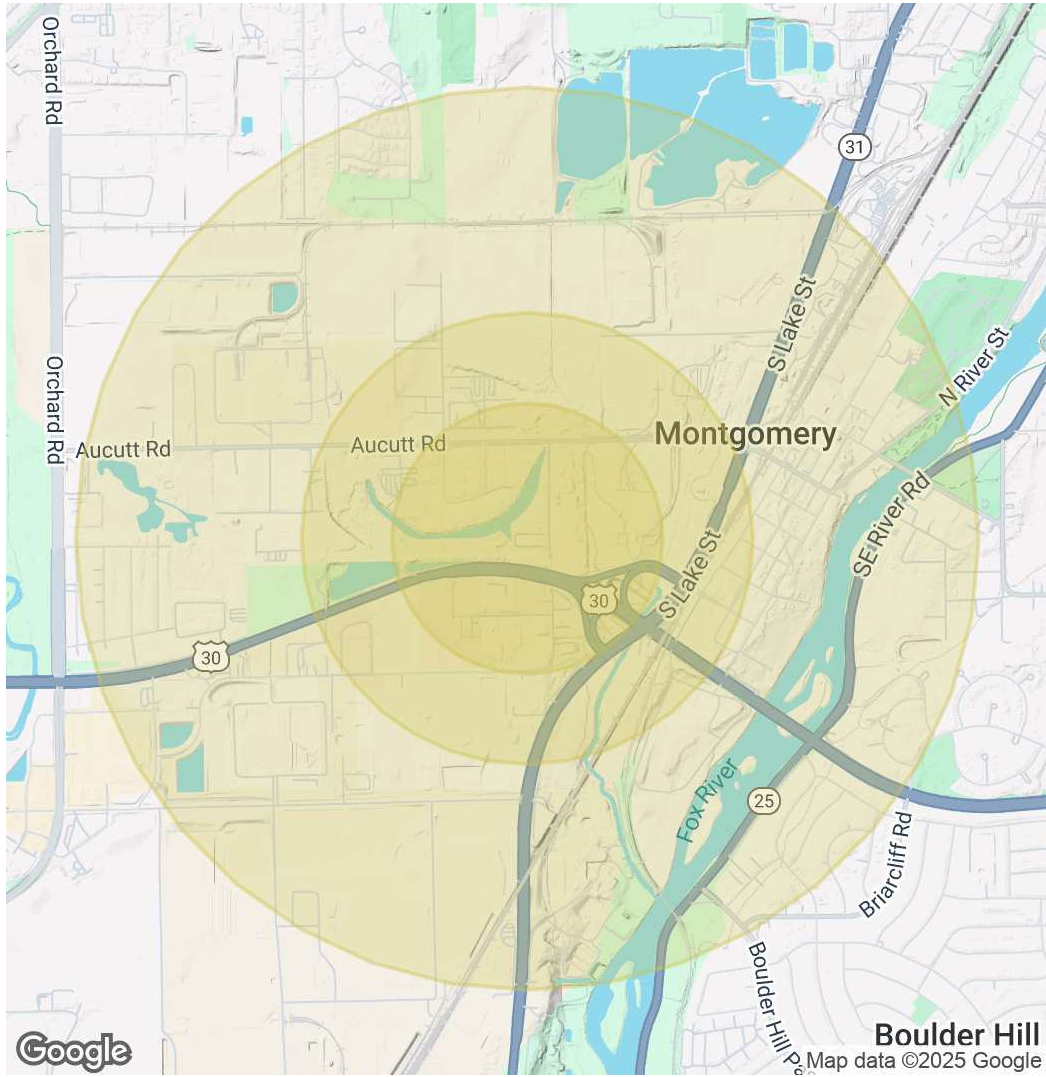 Orchard Rd
31
S Lake St
N River St
Orchard Rd
Aucutt Rd
Aucutt Rd
Montgomery
SE River Rd
S Lake St
30
30
Fox River
25
Briarcliff Rd
Boulder Hill
Boulder Hill
Google
Map data ©2025 Google